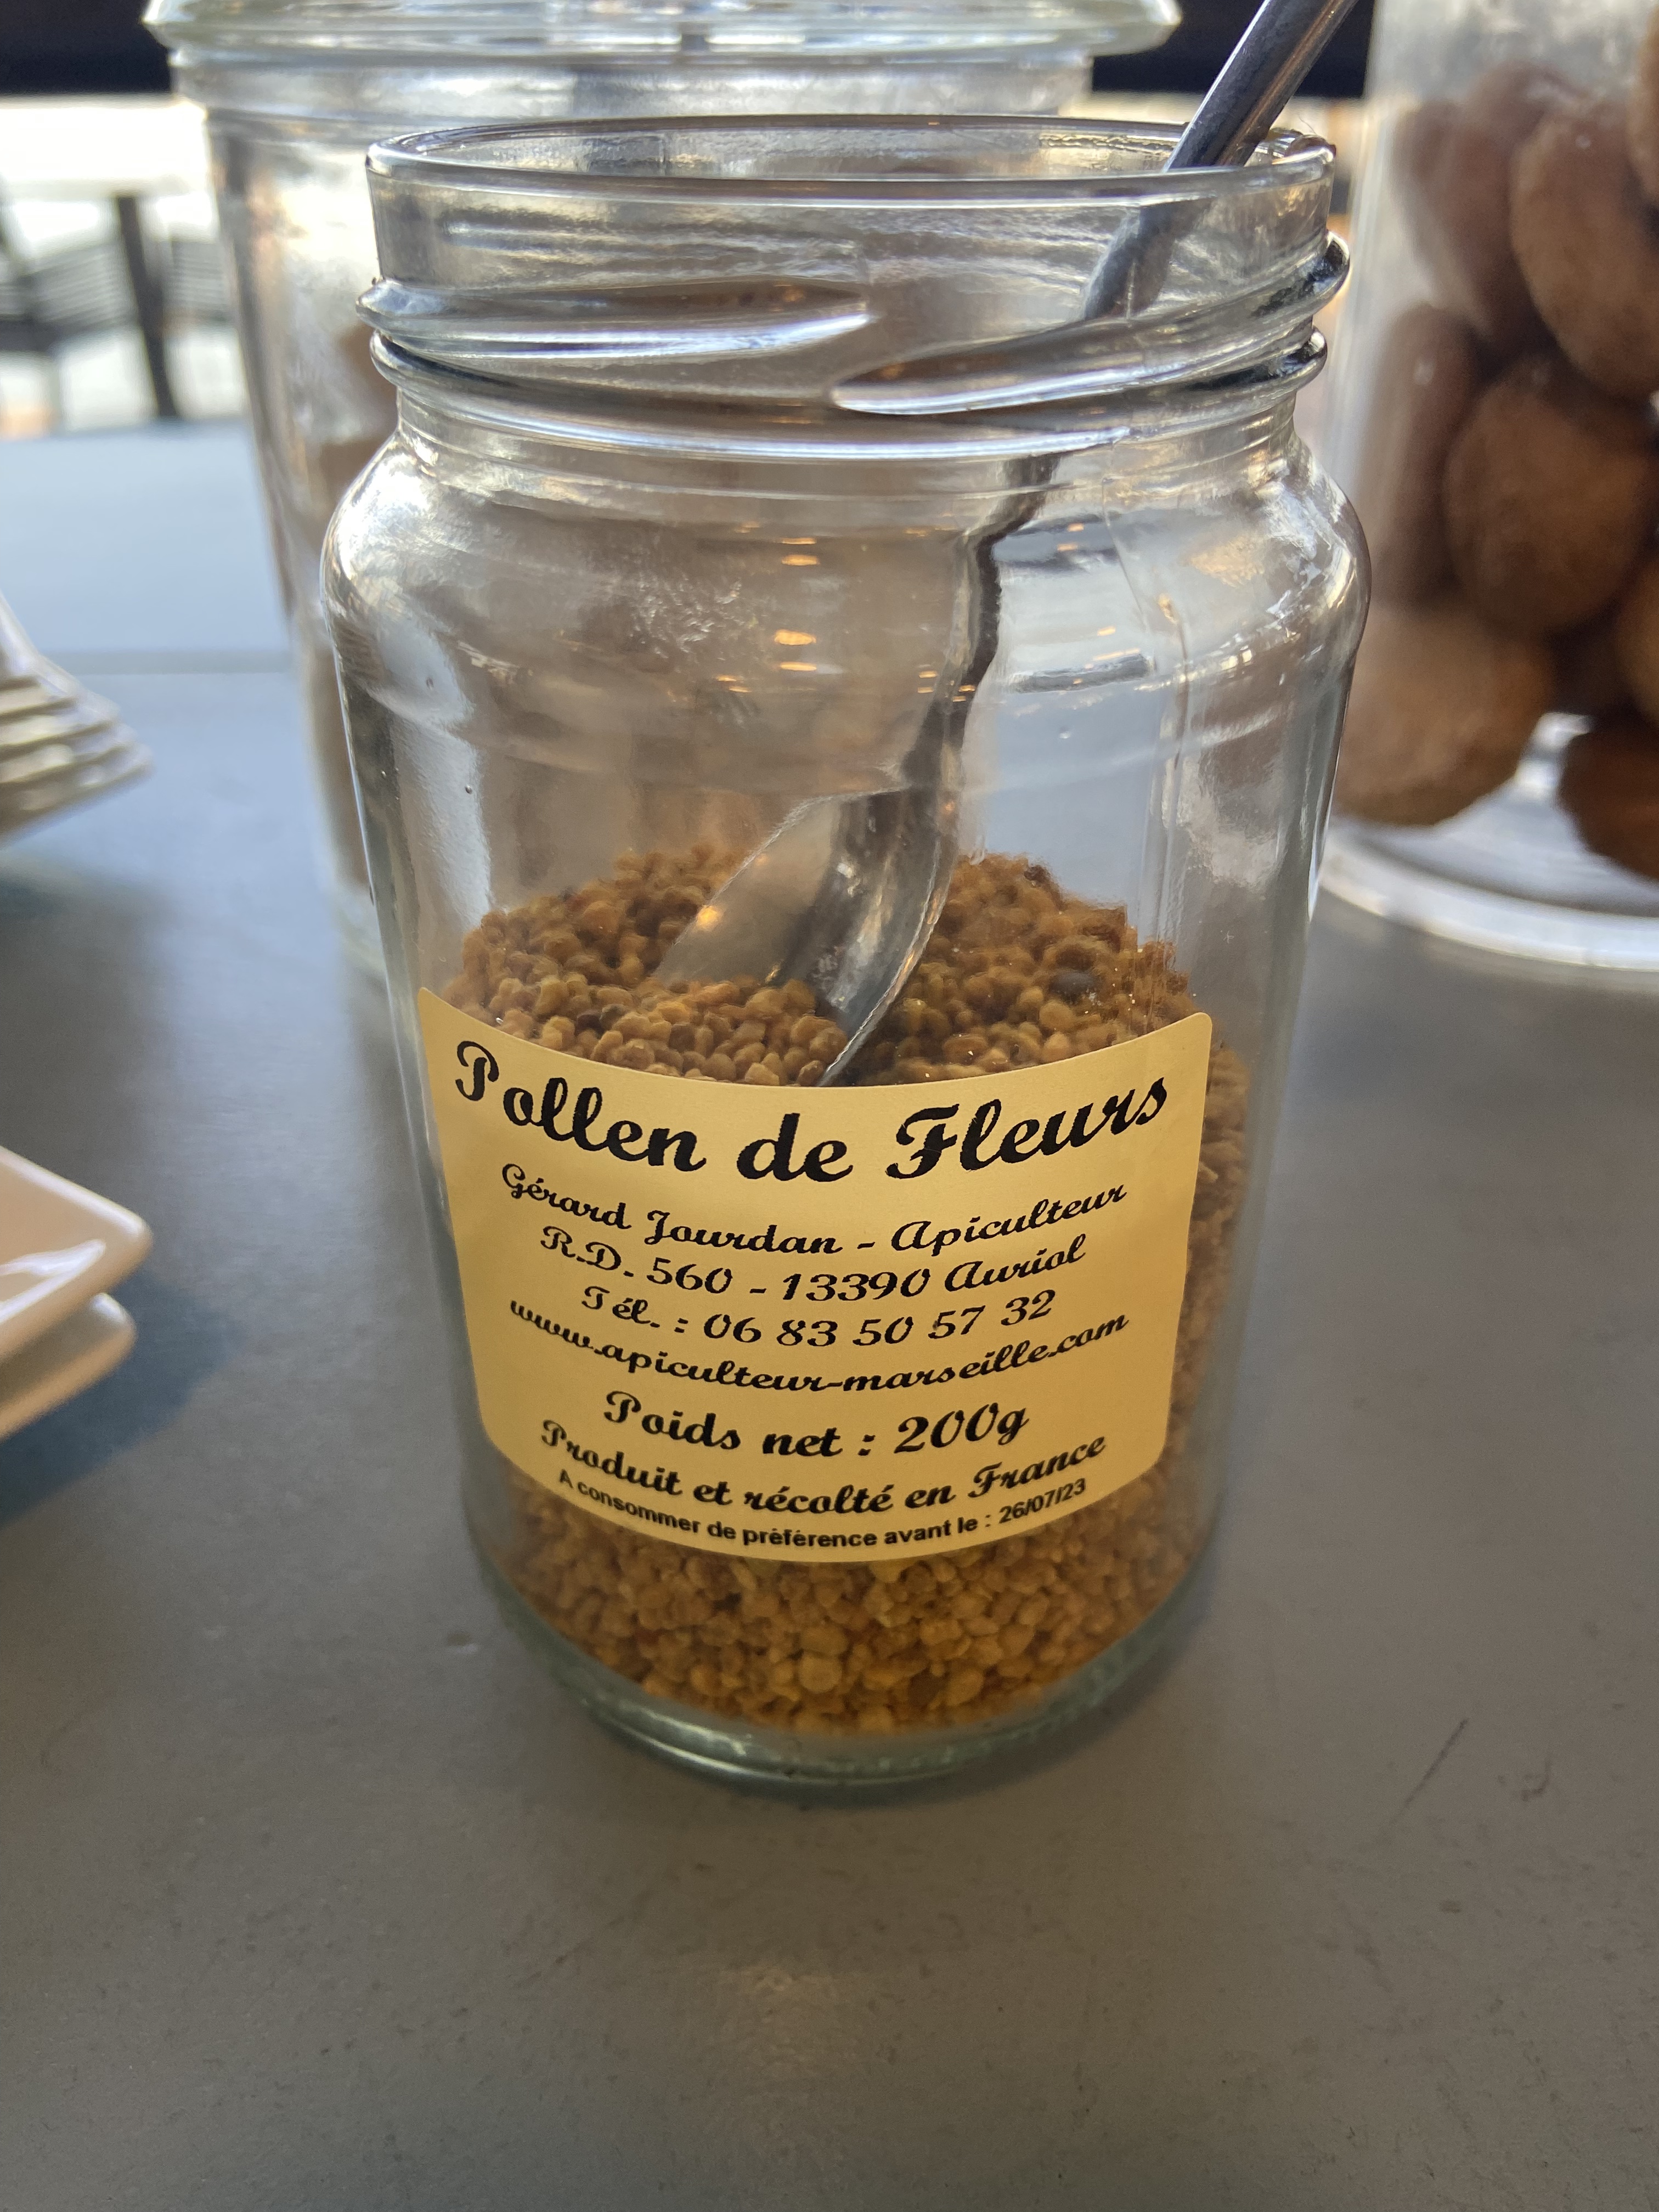 Pollen de Fleurs
Gérard Jourdan - Apiculteur
R.D. 560 - 13390 Auriol
Tél. : 06 83 50 57 32
www.apiculteur-marseille.com
Poids net : 200g
Produit et récolté en France
A consommer de préférence avant le : 26/07/23